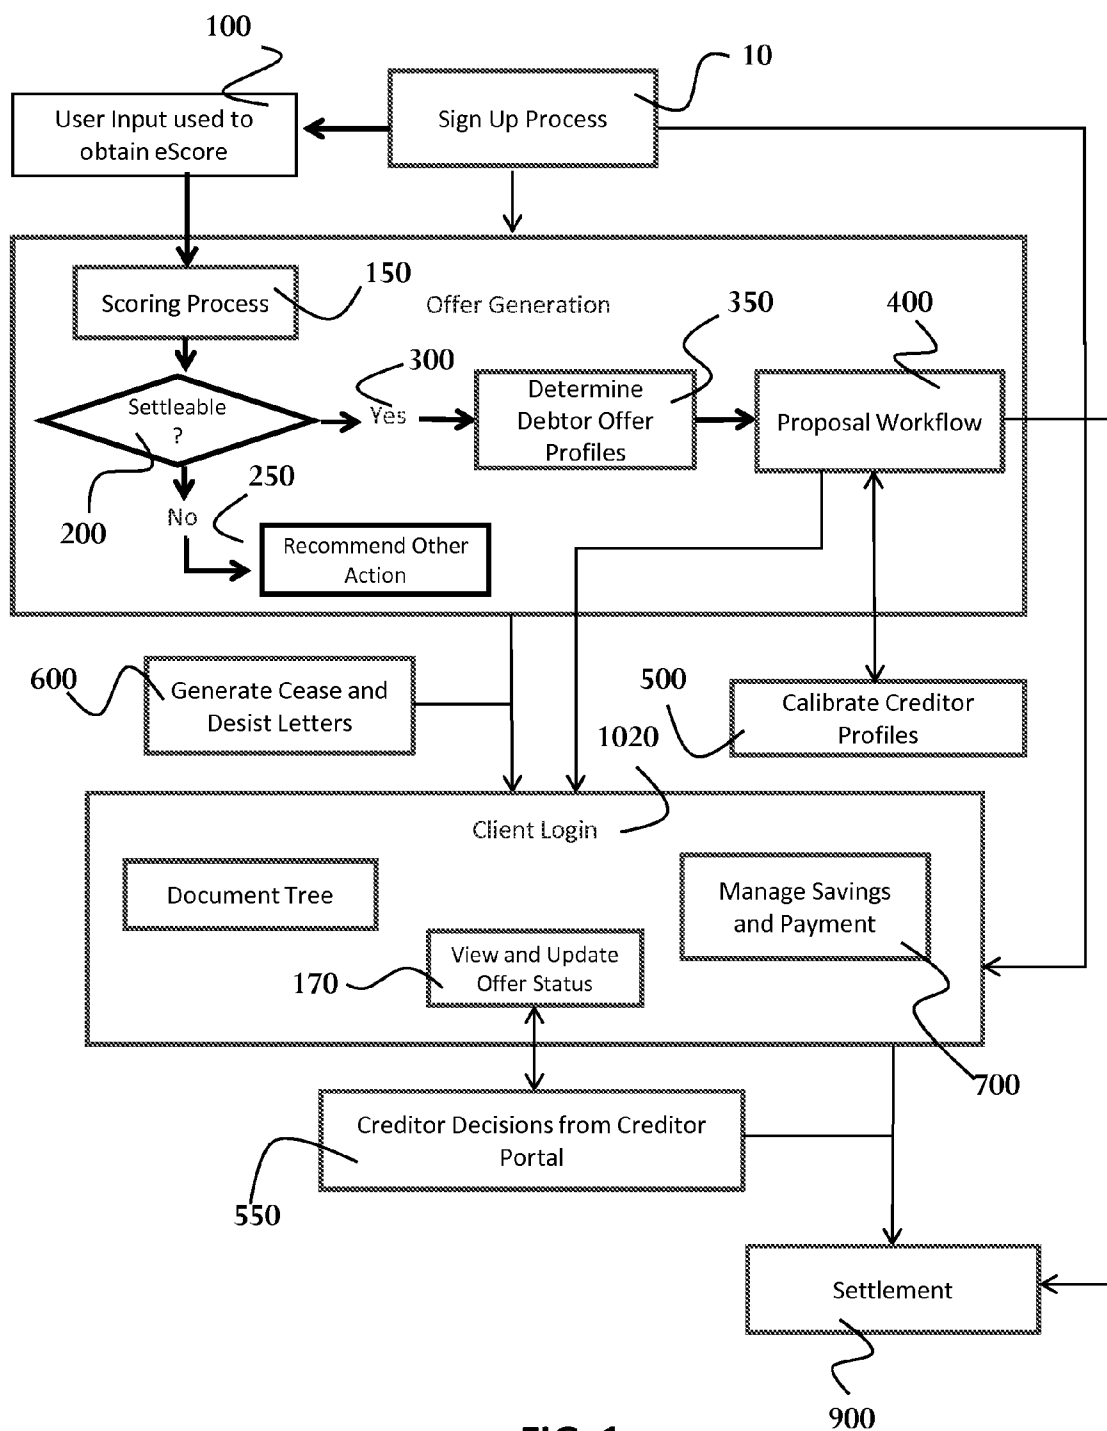 100
10
User Input used to
obtain eScore
Sign Up Process
150
Scoring Process
Offer Generation
350
400
300
Settleable
?
Yes
Determine
Debtor Offer
Profiles
Proposal Workflow
250
200
No
Recommend Other
Action
600
Generate Cease and
Desist Letters
500
Calibrate Creditor
Profiles
1020
Client Login
Document Tree
Manage Savings
and Payment
View and Update
Offer Status
170
700
Creditor Decisions from Creditor
Portal
550
Settlement
900